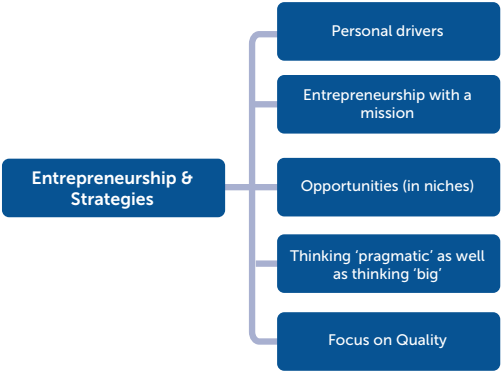 Personal drivers
Entrepreneurship with a
mission
Entrepreneurship &
Strategies
Opportunities (in niches)
Thinking ‘pragmatic’ as well
as thinking ‘big’
Focus on Quality